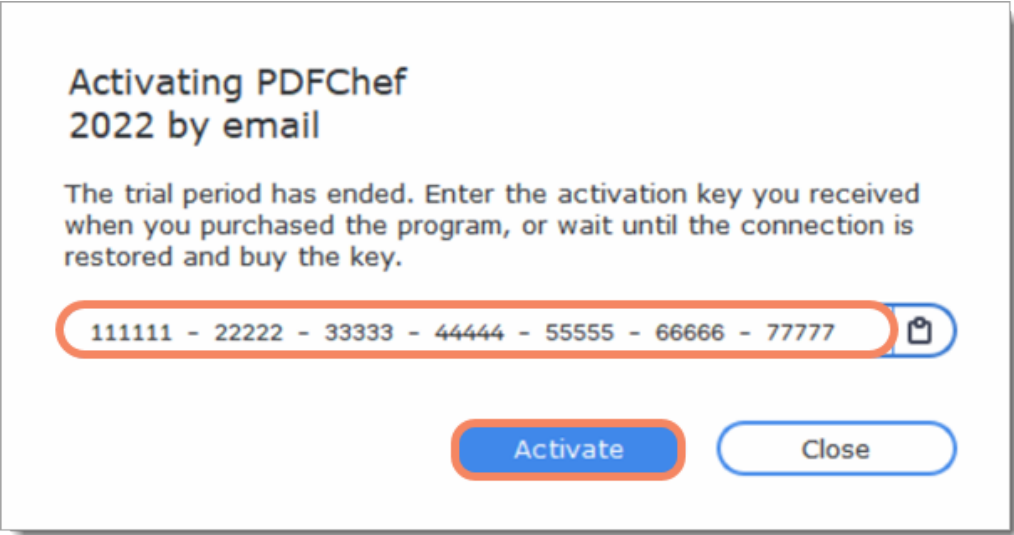 Activating PDFChef
2022 by email
The trial period has ended. Enter the activation key you received
when you purchased the program, or wait until the connection is
restored and buy the key.
111111 - 22222 - 33333 - 44444 - 55555 - 66666 - 77777
Activate
Close